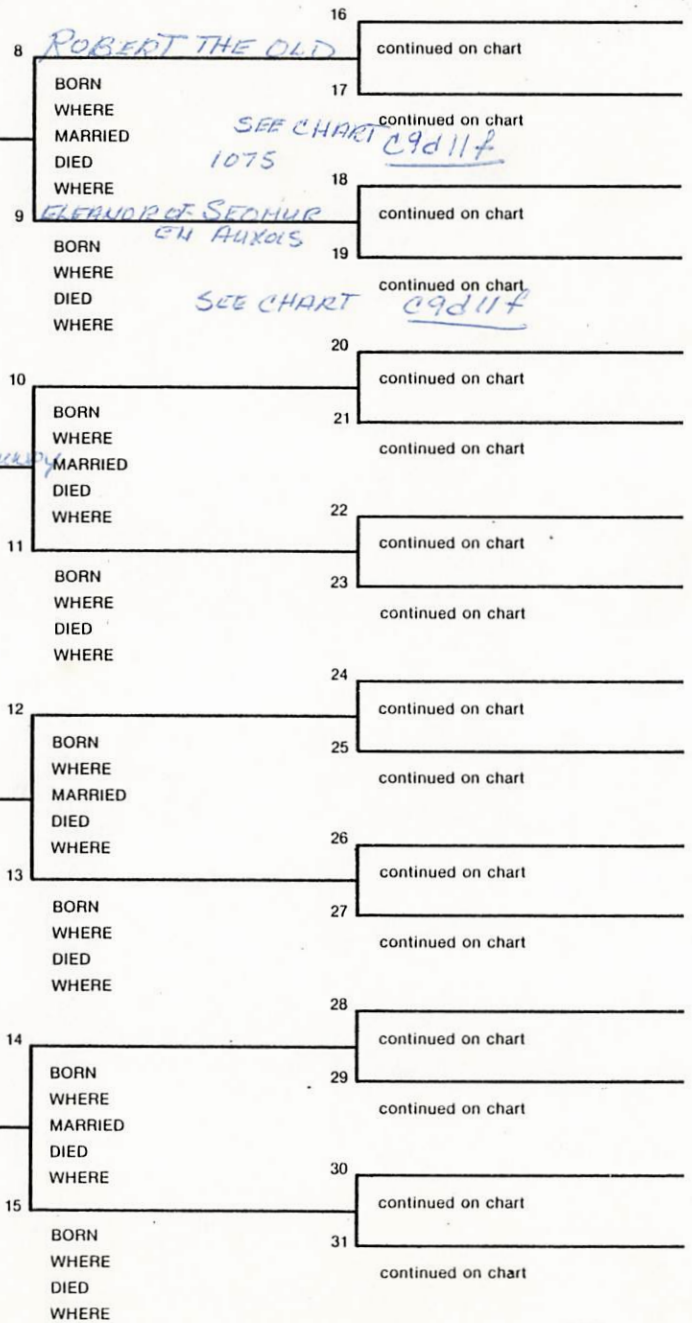 16
8 ROBERT THE OLD
continued on chart
BORN
17
WHERE
continued on chart
MARRIED
SEE CHART c9d11f
DIED 1075
WHERE
18
9 ELEANOR OF SEOMUR
continued on chart
EN AUXOIS
BORN
19
WHERE
continued on chart
DIED
SEE CHART c9d11f
WHERE
20
10
continued on chart
BORN
21
WHERE
continued on chart
MARRIED
DIED
WHERE
22
11
continued on chart
BORN
23
WHERE
continued on chart
DIED
WHERE
24
12
continued on chart
BORN
25
WHERE
continued on chart
MARRIED
DIED
WHERE
26
13
continued on chart
BORN
27
WHERE
continued on chart
DIED
WHERE
28
14
continued on chart
BORN
29
WHERE
continued on chart
MARRIED
DIED
WHERE
30
15
continued on chart
BORN
31
WHERE
continued on chart
DIED
WHERE